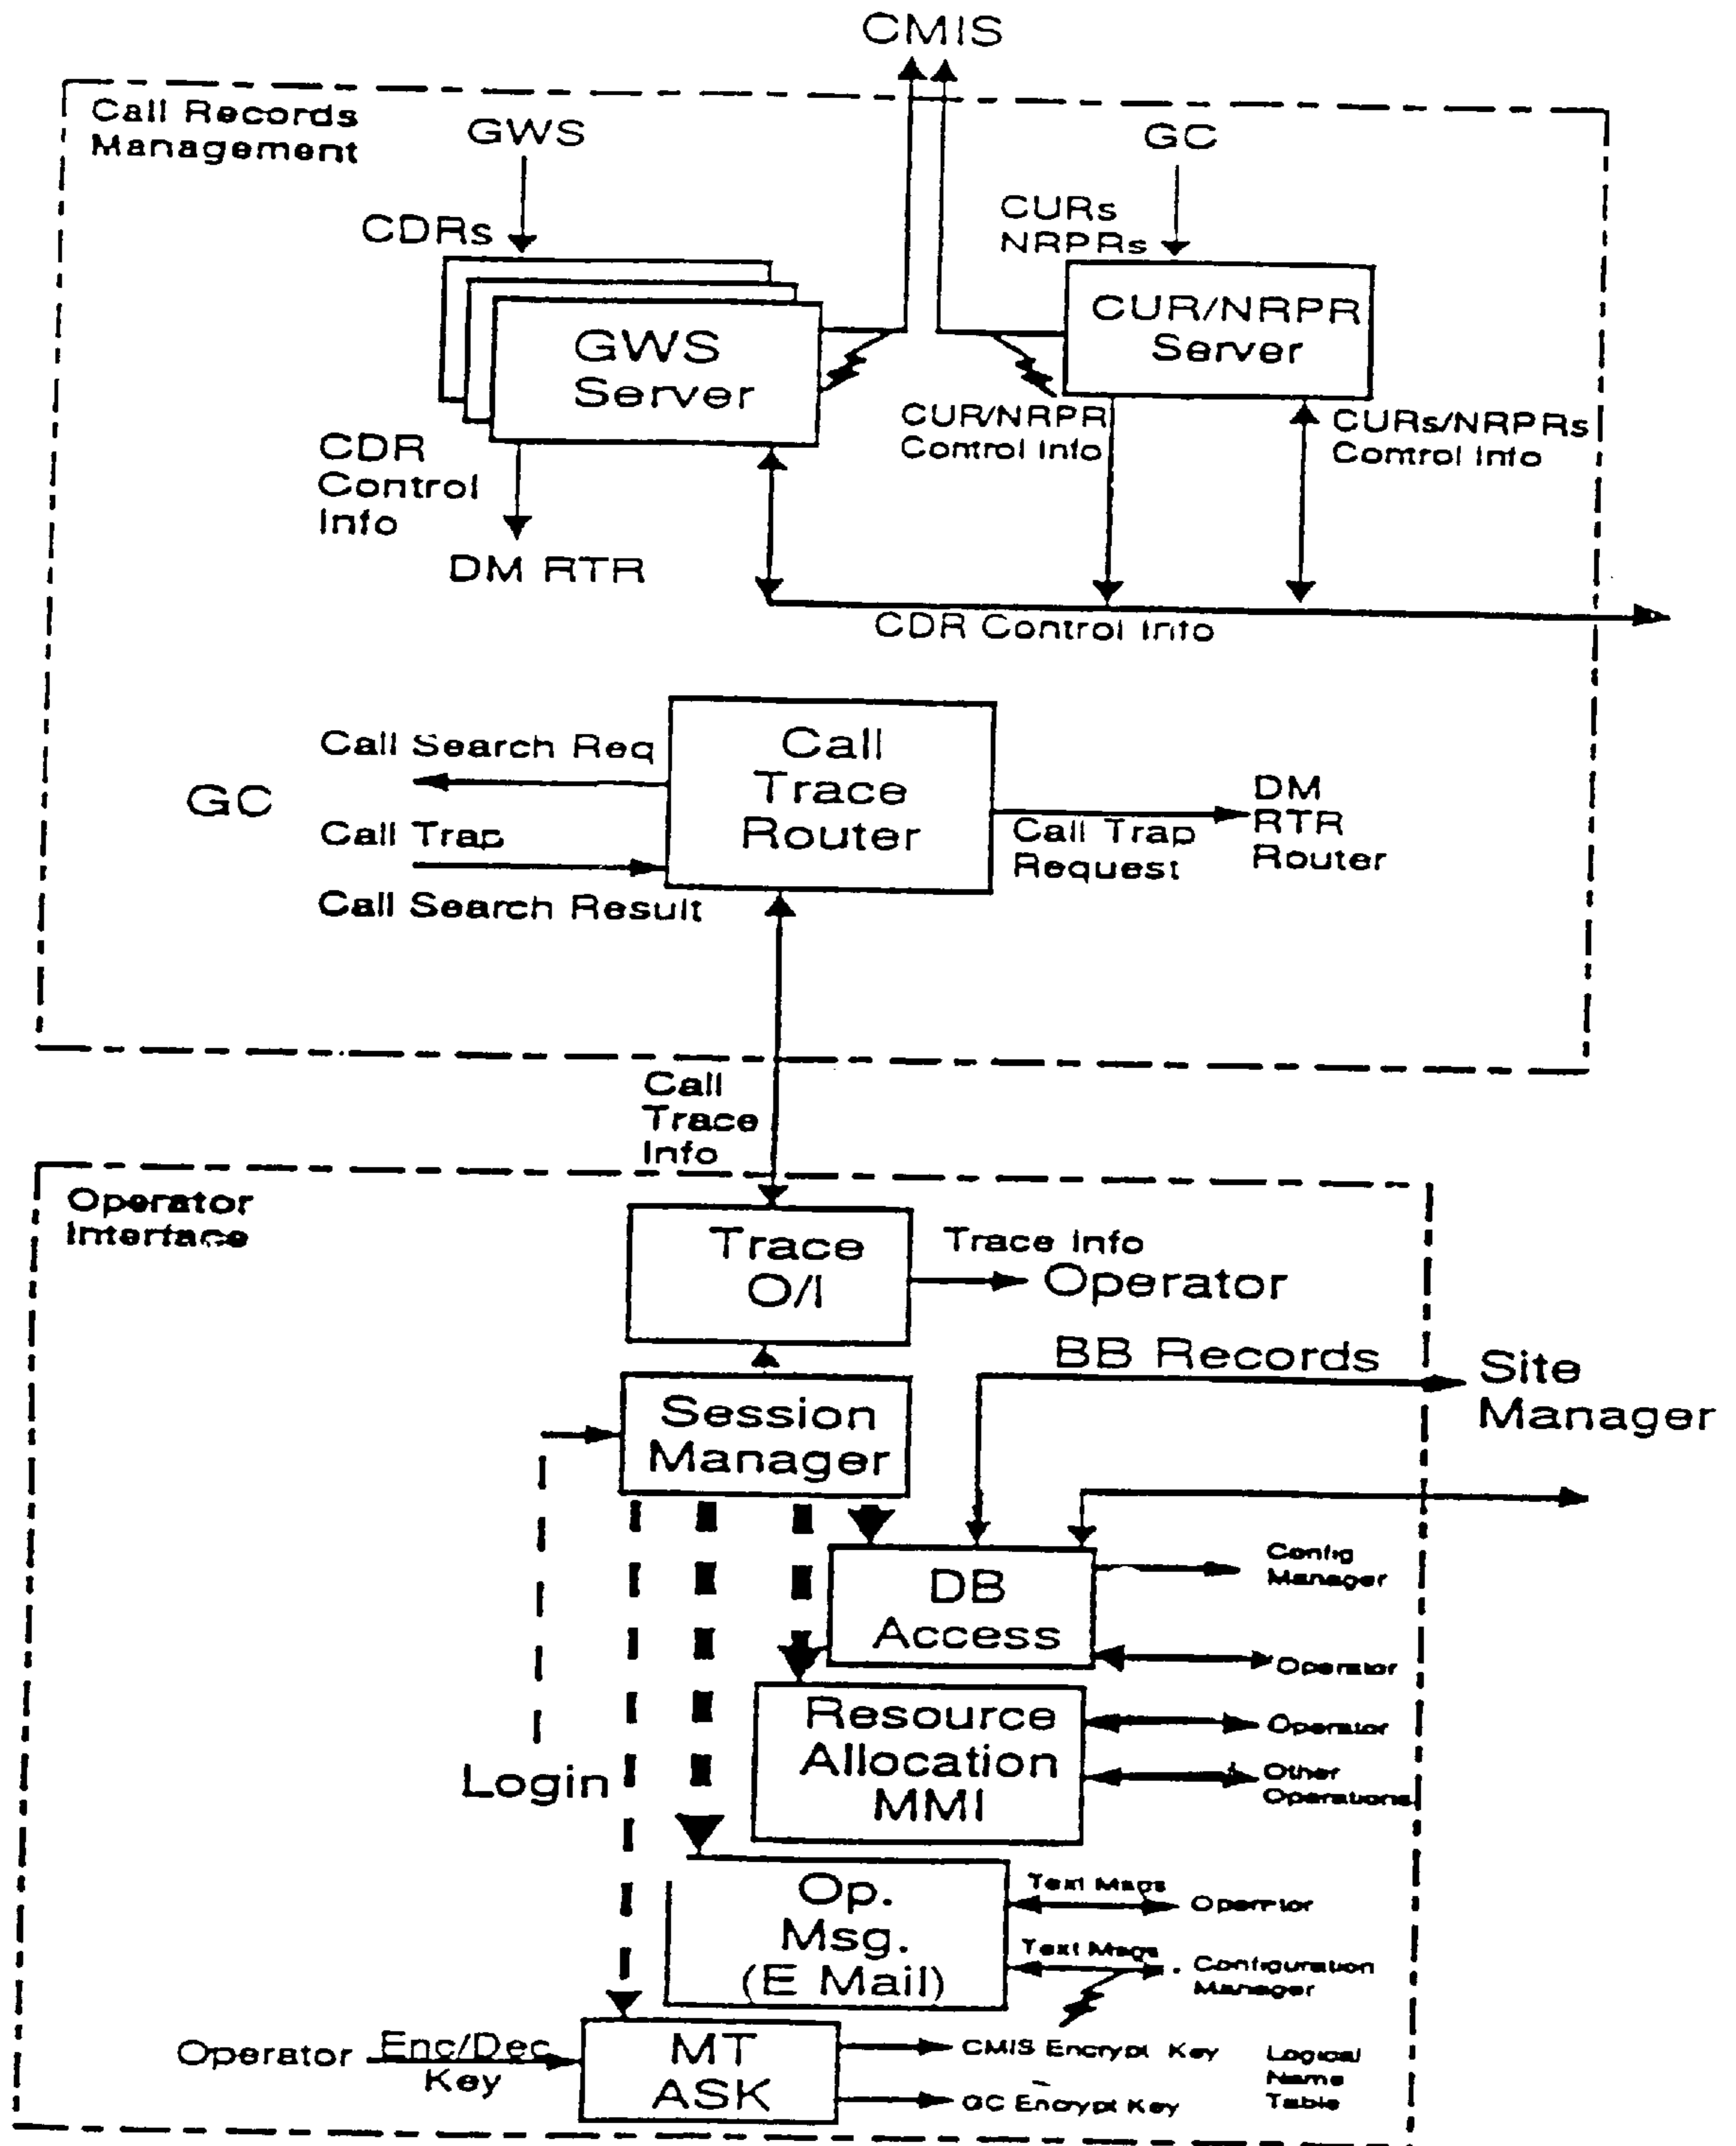 CMIS
Call Records
Management
GWS
GC
CDRs
CURs
NRPRs
GWS
Server
CUR/NRPR
Server
CDR
Control
Info
CUR/NRPR
Control Info
CURs/NRPRs
Control Info
DM RTR
CDR Control Info
Call Search Req
GC
Call Trap
Call Search Result
Call
Trace
Router
Call Trap
Request
DM
RTR
Router
Call
Trace
Info
Operator
Interface
Trace
O/I
Trace Info
Operator
BB Records
Site
Manager
Session
Manager
Config
Manager
DB
Access
Operator
Resource
Allocation
MMI
Operator
Other
Operations
Login
Op.
Msg.
(E Mail)
Text Msgs
Operator
Text Msgs
Configuration
Manager
Operator
Enc/Dec
Key
MT
ASK
CMIS Encrypt Key
GC Encrypt Key
Logical
Name
Table